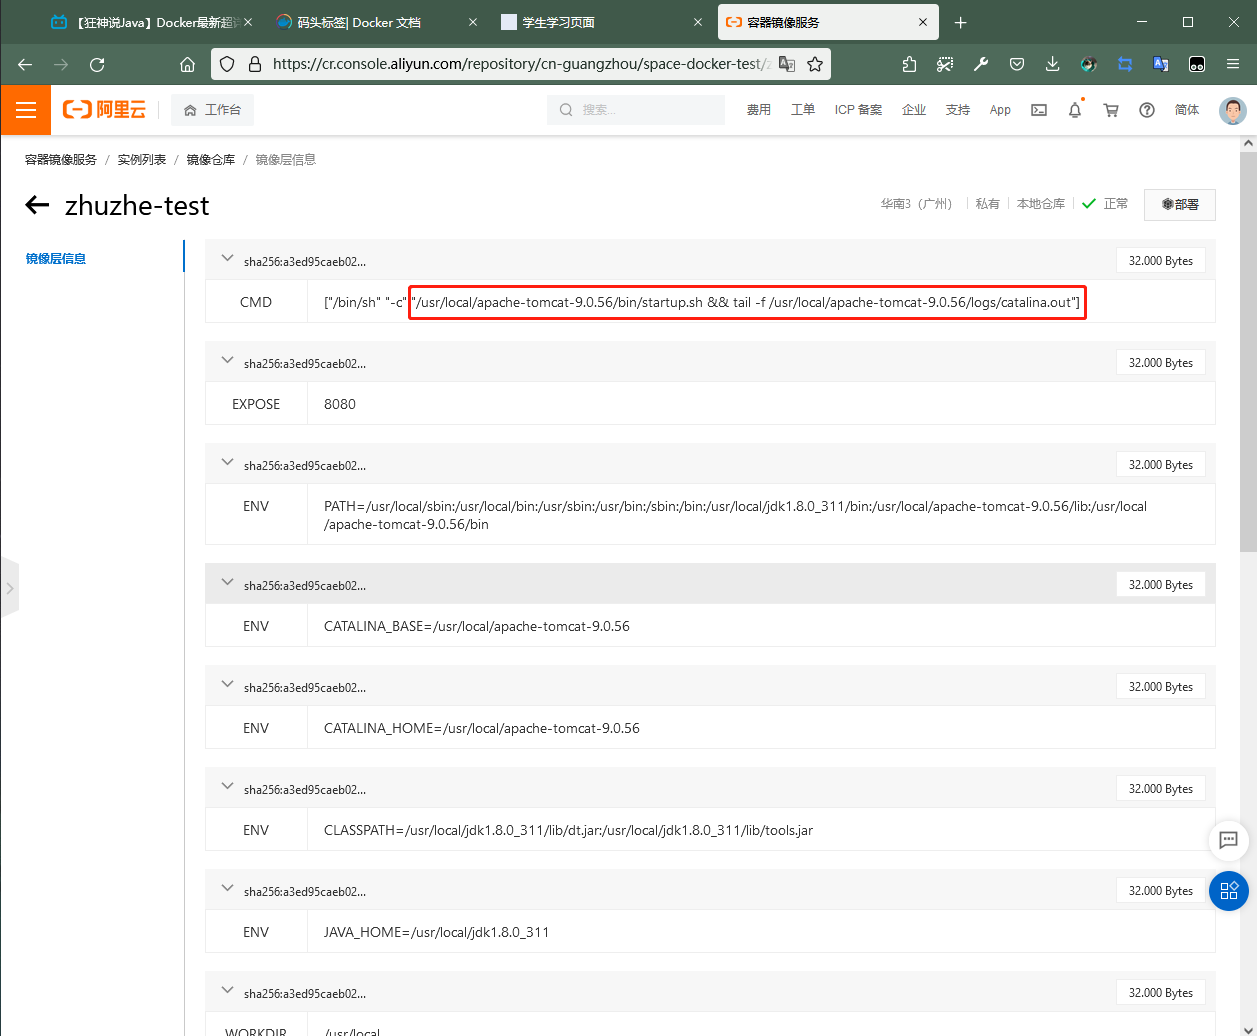 【狂神说Java】Docker最新超
码头标签| Docker 文档
学生学习页面
容器镜像服务
https://cr.console.aliyun.com/repository/cn-guangzhou/space-docker-test/
阿里云
工作台
搜索...
费用
工单
ICP 备案
企业
支持
App
简体
容器镜像服务 / 实例列表 / 镜像仓库 / 镜像层信息
zhuzhe-test
华南3（广州）
私有
本地仓库
正常
部署
镜像层信息
sha256:a3ed95caeb02...
32.000 Bytes
CMD
["/bin/sh" "-c" "/usr/local/apache-tomcat-9.0.56/bin/startup.sh && tail -f /usr/local/apache-tomcat-9.0.56/logs/catalina.out"]
sha256:a3ed95caeb02...
32.000 Bytes
EXPOSE
8080
sha256:a3ed95caeb02...
32.000 Bytes
ENV
PATH=/usr/local/sbin:/usr/local/bin:/usr/sbin:/usr/bin:/sbin:/bin:/usr/local/jdk1.8.0_311/bin:/usr/local/apache-tomcat-9.0.56/lib:/usr/local
/apache-tomcat-9.0.56/bin
sha256:a3ed95caeb02...
32.000 Bytes
ENV
CATALINA_BASE=/usr/local/apache-tomcat-9.0.56
sha256:a3ed95caeb02...
32.000 Bytes
ENV
CATALINA_HOME=/usr/local/apache-tomcat-9.0.56
sha256:a3ed95caeb02...
32.000 Bytes
ENV
CLASSPATH=/usr/local/jdk1.8.0_311/lib/dt.jar:/usr/local/jdk1.8.0_311/lib/tools.jar
sha256:a3ed95caeb02...
32.000 Bytes
ENV
JAVA_HOME=/usr/local/jdk1.8.0_311
sha256:a3ed95caeb02...
32.000 Bytes
WORKDIR
/usr/local